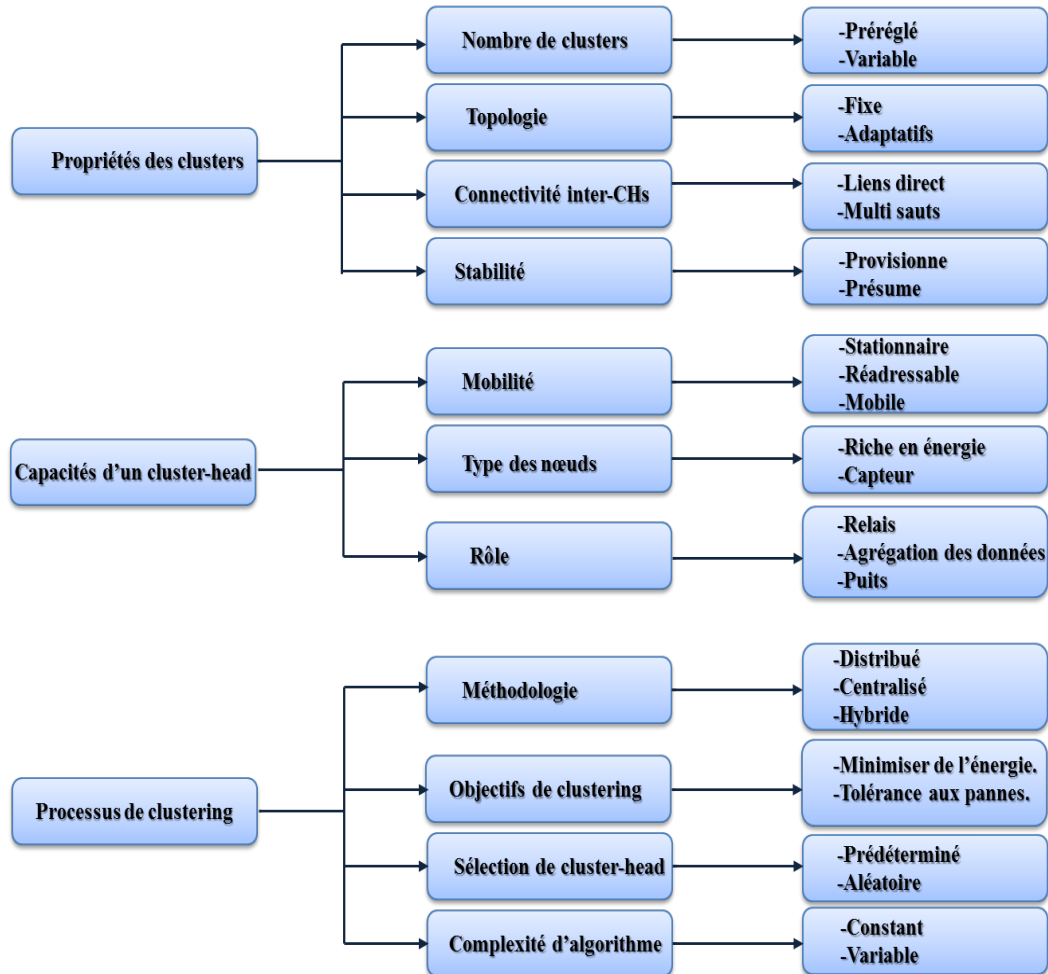 Propriétés des clusters
Nombre de clusters
-Préréglé
-Variable
Topologie
-Fixe
-Adaptatifs
Connectivité inter-CHs
-Liens direct
-Multi sauts
Stabilité
-Provisionne
-Présume
Capacités d’un cluster-head
Mobilité
-Stationnaire
-Réadressable
-Mobile
Type des nœuds
-Riche en énergie
-Capteur
Rôle
-Relais
-Agrégation des données
-Puits
Processus de clustering
Méthodologie
-Distribué
-Centralisé
-Hybride
Objectifs de clustering
-Minimiser de l’énergie.
-Tolérance aux pannes.
Sélection de cluster-head
-Prédéterminé
-Aléatoire
Complexité d’algorithme
-Constant
-Variable